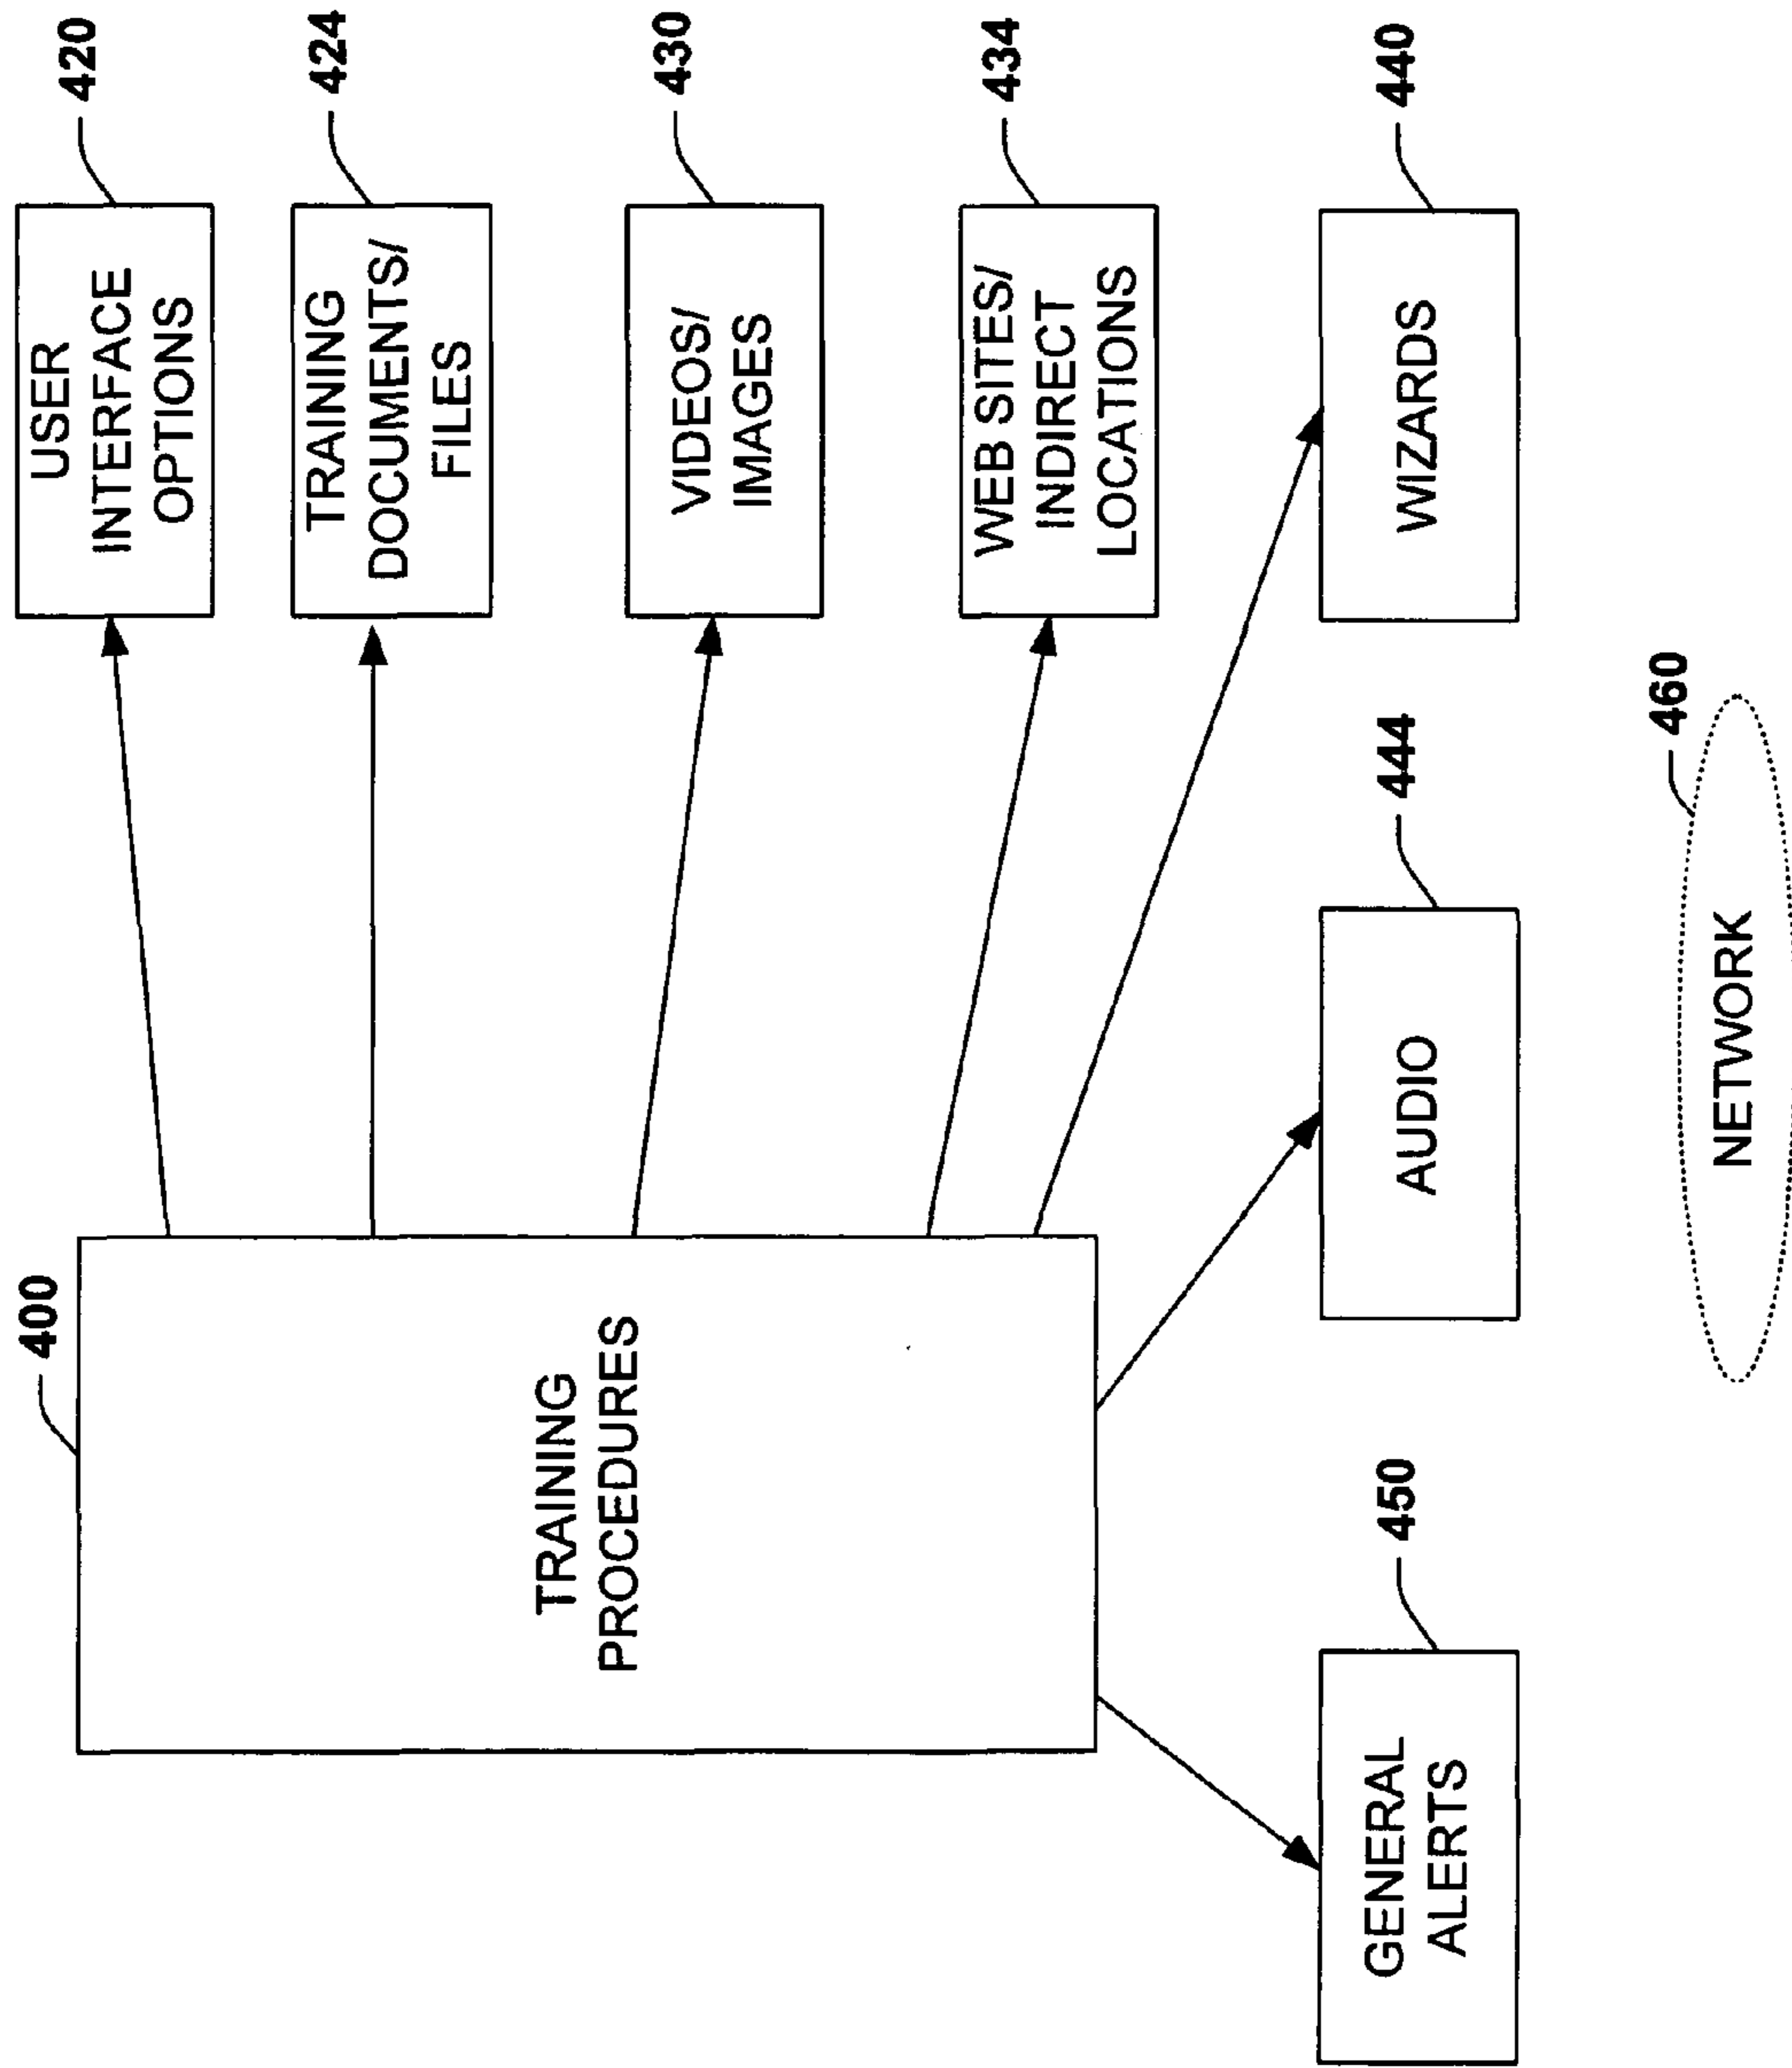 400
TRAINING
PROCEDURES
420
USER
INTERFACE
OPTIONS
424
TRAINING
DOCUMENTS/
FILES
430
VIDEOS/
IMAGES
434
WEB SITES/
INDIRECT
LOCATIONS
440
WIZARDS
444
AUDIO
450
GENERAL
ALERTS
460
NETWORK